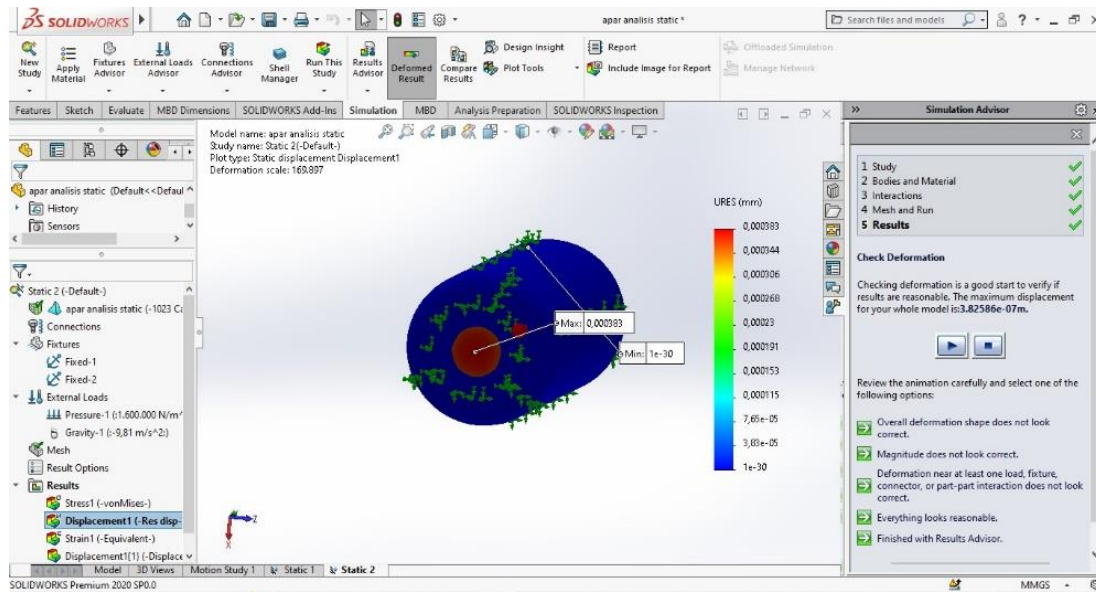 SOLIDWORKS
apar analisis static *
Search files and models
New Study
Apply Material
Fixtures Advisor
External Loads Advisor
Connections Advisor
Shell Manager
Run This Study
Results Advisor
Deformed Result
Compare Results
Design Insight
Plot Tools
Report
Include Image for Report
Offloaded Simulation
Manage Network
Features Sketch Evaluate MBD Dimensions SOLIDWORKS Add-Ins Simulation MBD Analysis Preparation SOLIDWORKS Inspection
apar analisis static (Default<<Defaul
History
Sensors
Static 2 (-Default-)
apar analisis static (-1023 Ca
Connections
Fixtures
Fixed-1
Fixed-2
External Loads
Pressure-1 (:1.600.000 N/m^
Gravity-1 (:-9,81 m/s^2:)
Mesh
Result Options
Results
Stress1 (-vonMises-)
Displacement1 (-Res disp-
Strain1 (-Equivalent-)
Displacement1{1} (-Displace
Model name: apar analisis static
Study name: Static 2(-Default-)
Plot type: Static displacement Displacement1
Deformation scale: 169.897
Max: 0,000383
Min: 1e-30
Z
X
URES (mm)
0,000383
0,000344
0,000306
0,000268
0,00023
0,000191
0,000153
0,000115
7,65e-05
3,83e-05
1e-30
Simulation Advisor
1 Study
2 Bodies and Material
3 Interactions
4 Mesh and Run
5 Results
Check Deformation
Checking deformation is a good start to verify if
results are reasonable. The maximum displacement
for your whole model is:3.82586e-07m.
Review the animation carefully and select one of the
following options:
Overall deformation shape does not look
correct.
Magnitude does not look correct.
Deformation near at least one load, fixture,
connector, or part-part interaction does not look
correct.
Everything looks reasonable.
Finished with Results Advisor.
Model 3D Views Motion Study 1 Static 1 Static 2
SOLIDWORKS Premium 2020 SP0.0
MMGS